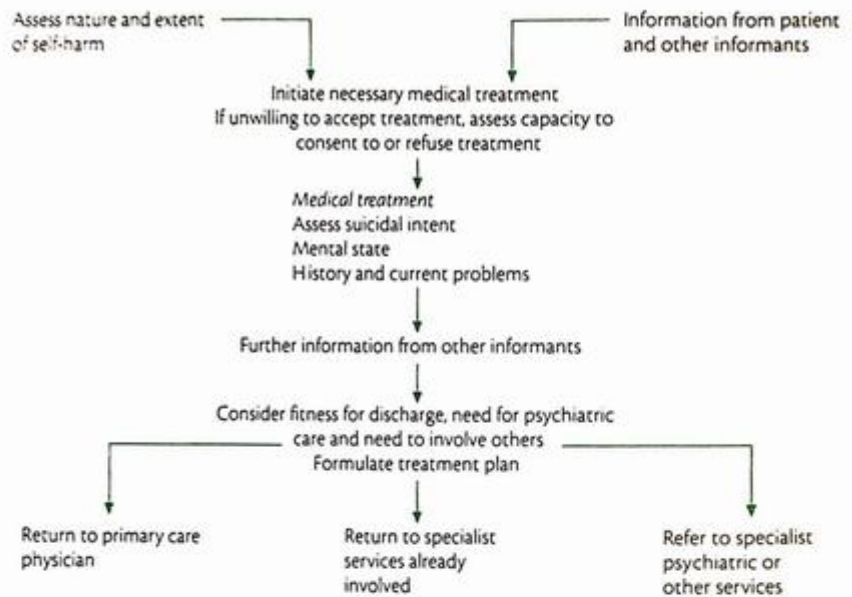 Assess nature and extent
of self-harm
Information from patient
and other informants
Initiate necessary medical treatment
If unwilling to accept treatment, assess capacity to
consent to or refuse treatment
Medical treatment
Assess suicidal intent
Mental state
History and current problems
Further information from other informants
Consider fitness for discharge, need for psychiatric
care and need to involve others
Formulate treatment plan
Return to primary care
physician
Return to specialist
services already
involved
Refer to specialist
psychiatric or
other services